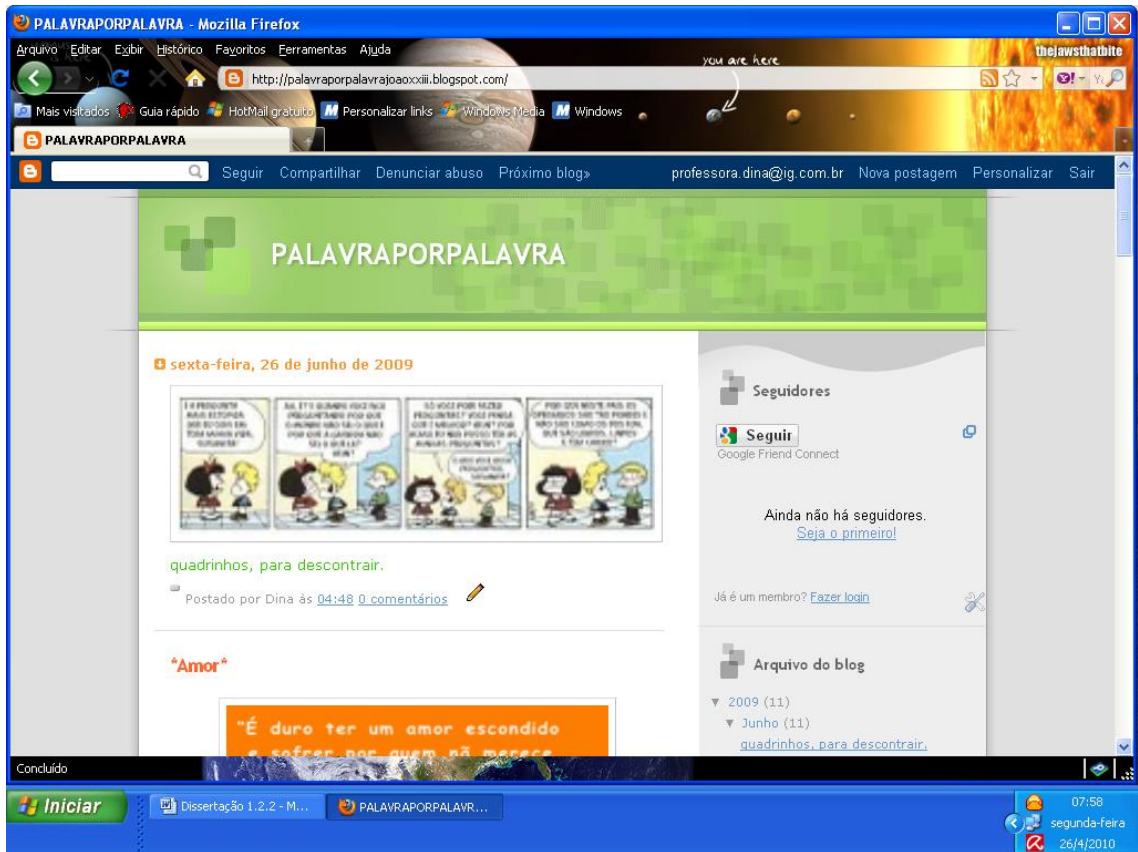 PALAVRAPORPALAVRA - Mozilla Firefox
Arquivo Editar Exibir Histórico Favoritos Ferramentas Ajuda
you are here
thejawsthatbite
http://palavraporpalavrajoaoxxiii.blogspot.com/
Mais visitados Guia rápido HotMail gratuito Personalizar links Windows Media Windows
PALAVRAPORPALAVRA
Seguir Compartilhar Denunciar abuso Próximo blog» professora.dina@ig.com.br Nova postagem Personalizar Sair
PALAVRAPORPALAVRA
sexta-feira, 26 de junho de 2009
quadrinhos, para descontrair.
Postado por Dina às 04:48 0 comentários
*Amor*
"É duro ter um amor escondido
e sofrer por quem nã merece
Seguidores
Seguir
Google Friend Connect
Ainda não há seguidores.
Seja o primeiro!
Já é um membro? Fazer login
Arquivo do blog
▼ 2009 (11)
▼ Junho (11)
quadrinhos, para descontrair.
Concluído
Iniciar Dissertação 1.2.2 - M... PALAVRAPORPALAVR...
07:58
segunda-feira
26/4/2010